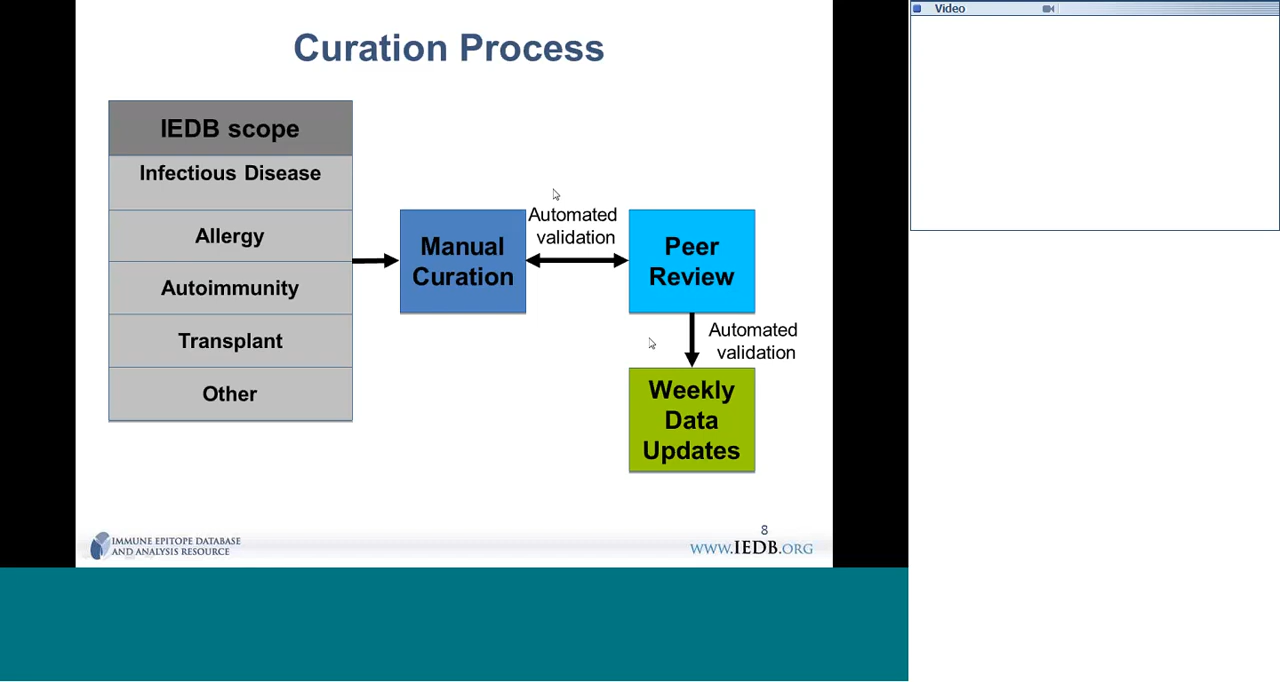 Video
Curation Process
IEDB scope
Infectious Disease
Allergy
Autoimmunity
Transplant
Other
Manual
Curation
Automated
validation
Peer
Review
Automated
validation
Weekly
Data
Updates
IMMUNE EPITOPE DATABASE
AND ANALYSIS RESOURCE
8
WWW.IEDB.ORG